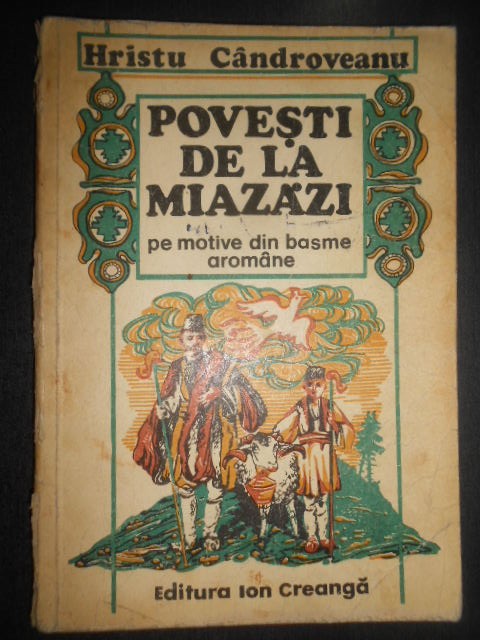 Hristu Cândroveanu
POVEȘTI
DE LA
MIAZĂZI
pe motive din basme
aromâne
Editura Ion Creangă